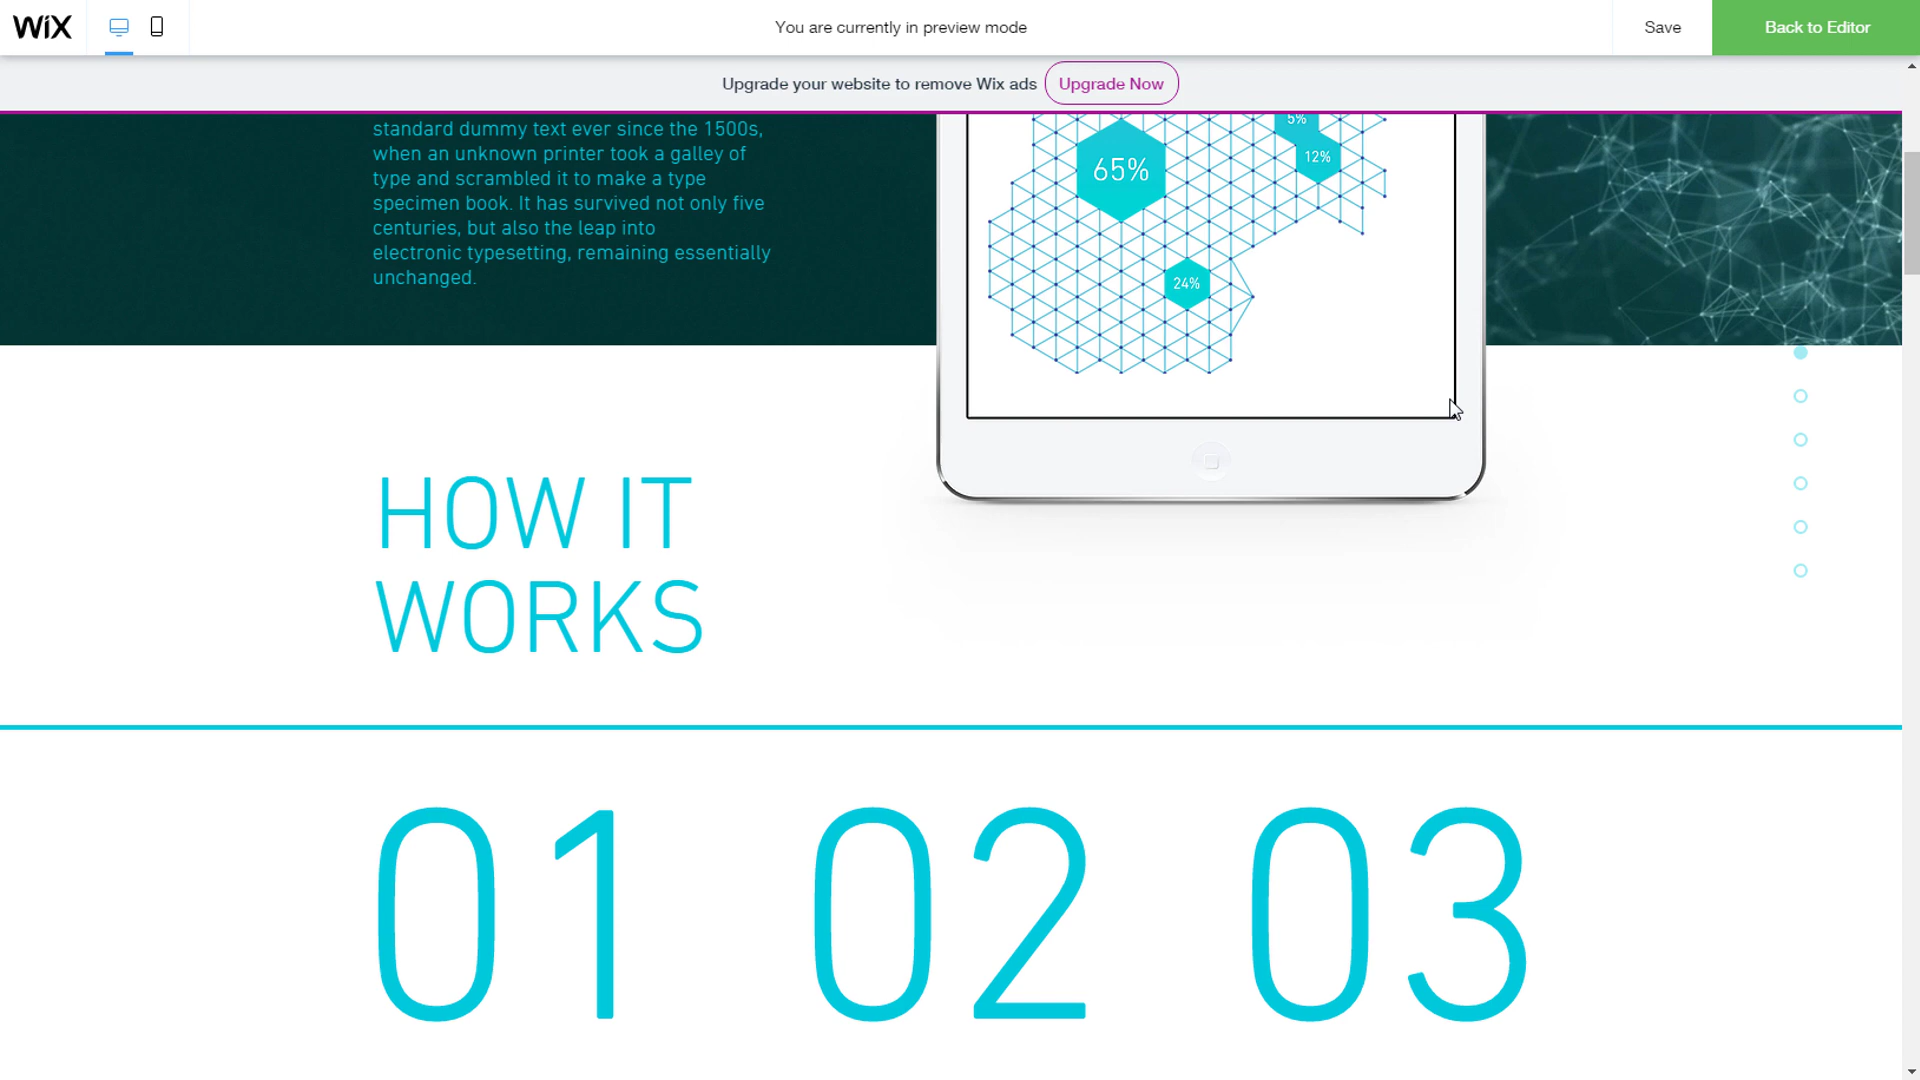 WiX
You are currently in preview mode
Save
Back to Editor
Upgrade your website to remove Wix ads
Upgrade Now
standard dummy text ever since the 1500s,
when an unknown printer took a galley of
type and scrambled it to make a type
specimen book. It has survived not only five
centuries, but also the leap into
electronic typesetting, remaining essentially
unchanged.
5%
12%
65%
24%
HOW IT
WORKS
01
02
03